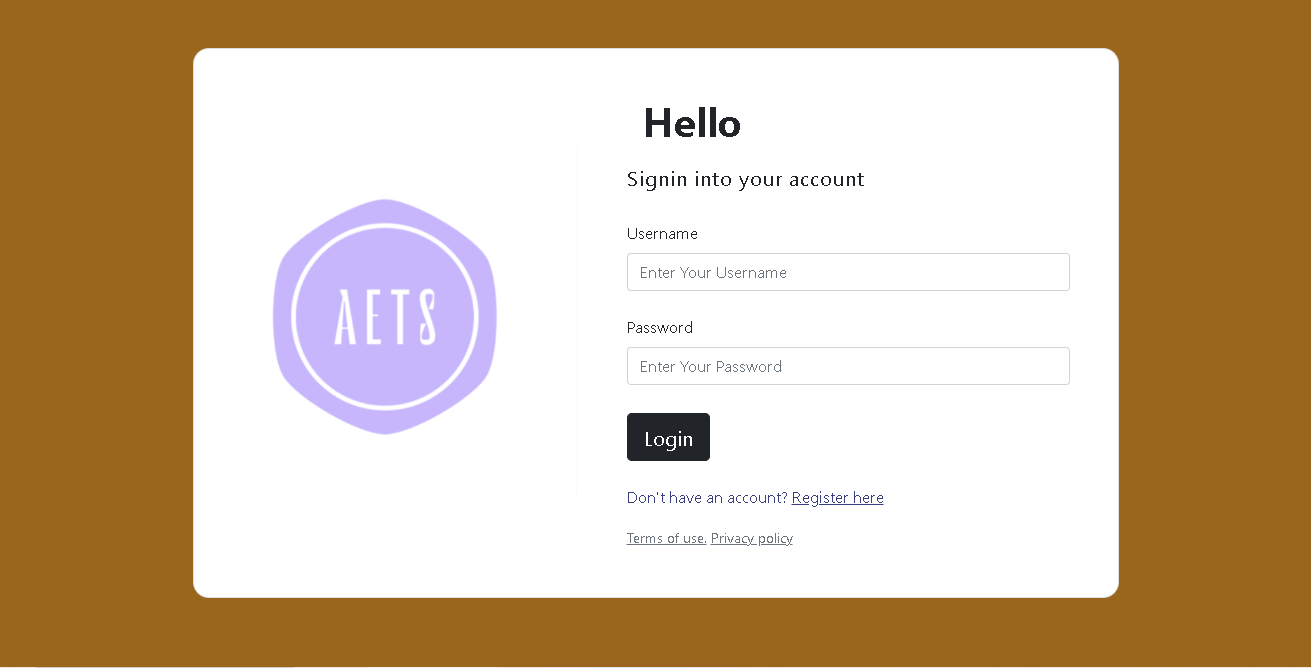 AETS
Hello
Signin into your account
Username
Enter Your Username
Password
Enter Your Password
Login
Don't have an account? Register here
Terms of use. Privacy policy